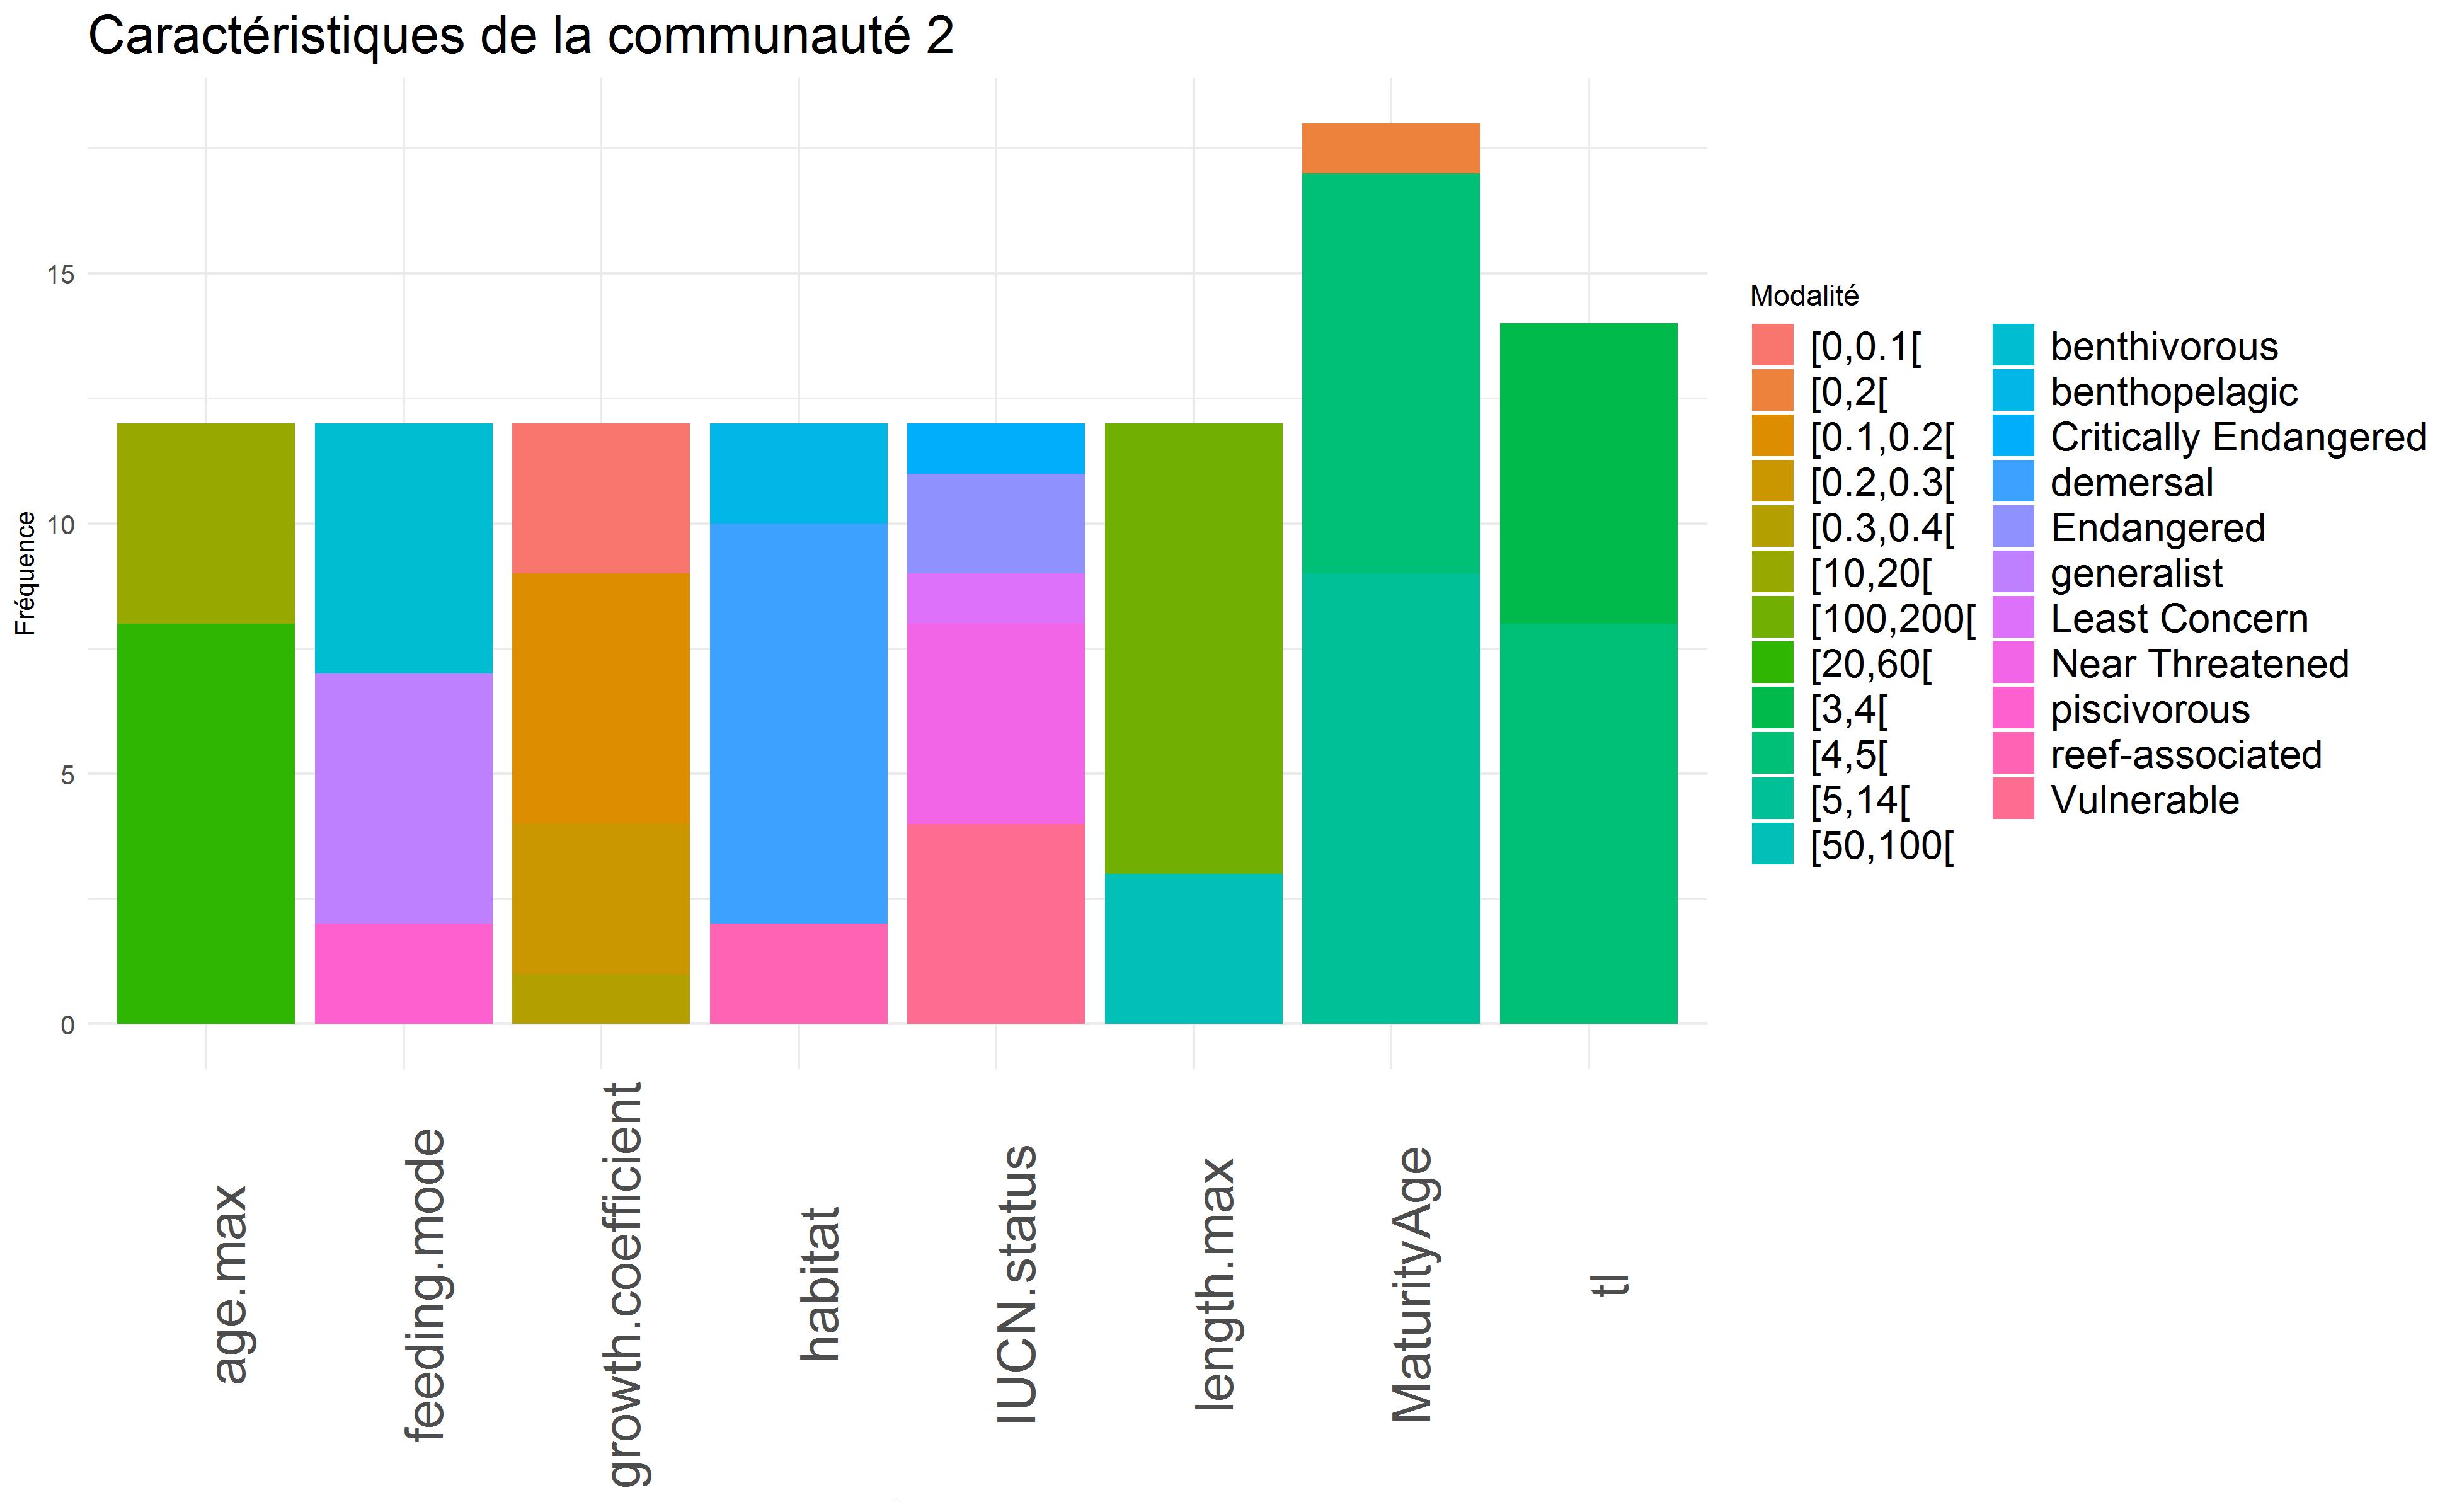 Caractéristiques de la communauté 2
Fréquence
15
10
5
0
age.max
feeding.mode
growth.coefficient
habitat
IUCN.status
length.max
MaturityAge
tl
Modalité
[0,0.1[
[0,2[
[0.1,0.2[
[0.2,0.3[
[0.3,0.4[
[10,20[
[100,200[
[20,60[
[3,4[
[4,5[
[5,14[
[50,100[
benthivorous
benthopelagic
Critically Endangered
demersal
Endangered
generalist
Least Concern
Near Threatened
piscivorous
reef-associated
Vulnerable